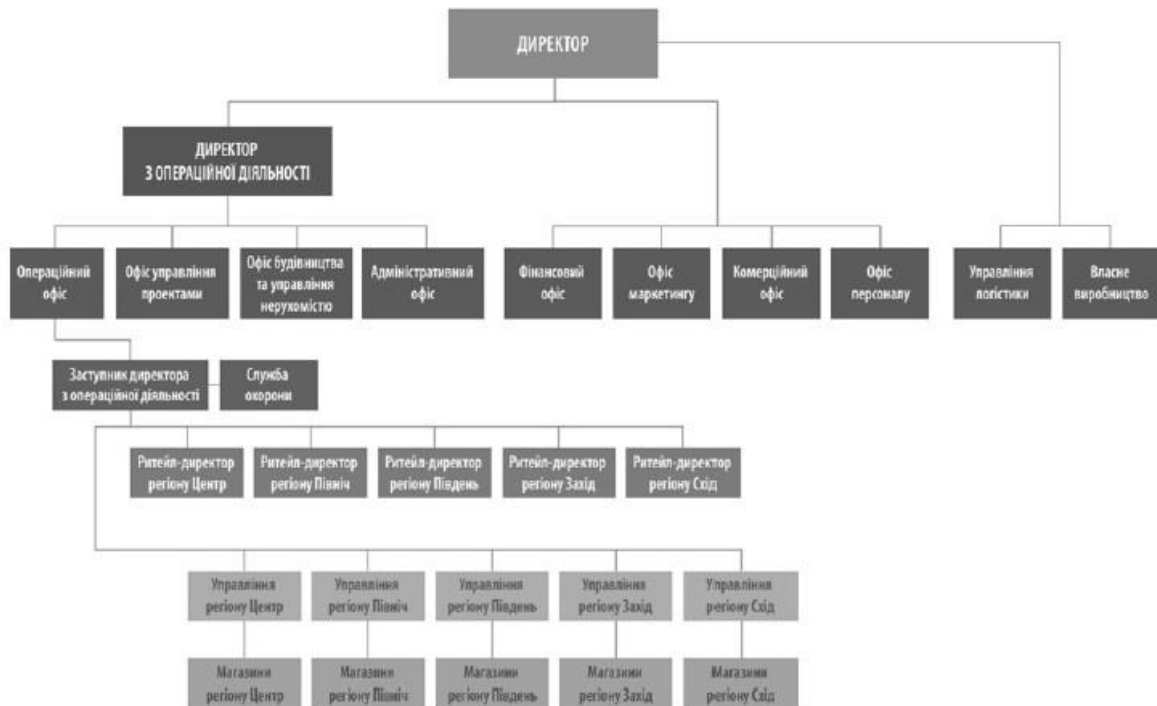 ДИРЕКТОР
ДИРЕКТОР
З ОПЕРАЦІЙНОЇ ДІЯЛЬНОСТІ
Операційний
офіс
Офіс управління
проектами
Офіс будівництва
та управління
нерухомістю
Адміністративний
офіс
Фінансовий
офіс
Офіс
маркетингу
Комерційний
офіс
Офіс
персоналу
Управління
логістики
Власне
виробництво
Заступник директора
з операційної діяльності
Служба
охорони
Ритейл-директор
регіону Центр
Ритейл-директор
регіону Північ
Ритейл-директор
регіону Південь
Ритейл-директор
регіону Захід
Ритейл-директор
регіону Схід
Управління
регіону Центр
Управління
регіону Північ
Управління
регіону Південь
Управління
регіону Захід
Управління
регіону Схід
Магазини
регіону Центр
Магазини
регіону Північ
Магазини
регіону Південь
Магазини
регіону Захід
Магазини
регіону Схід